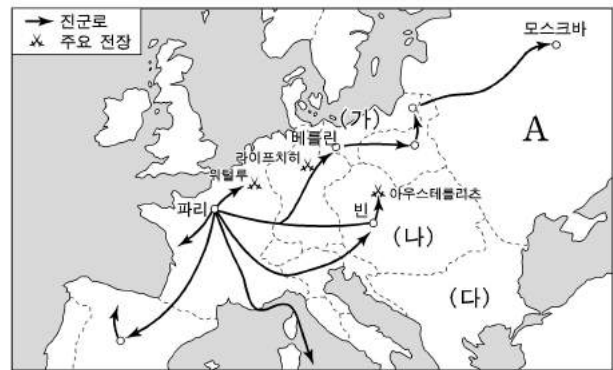 진군로
주요 전장
모스크바
A
(가)
베를린
라이프치히
워털루
아우스테를리츠
파리
빈
(나)
(다)